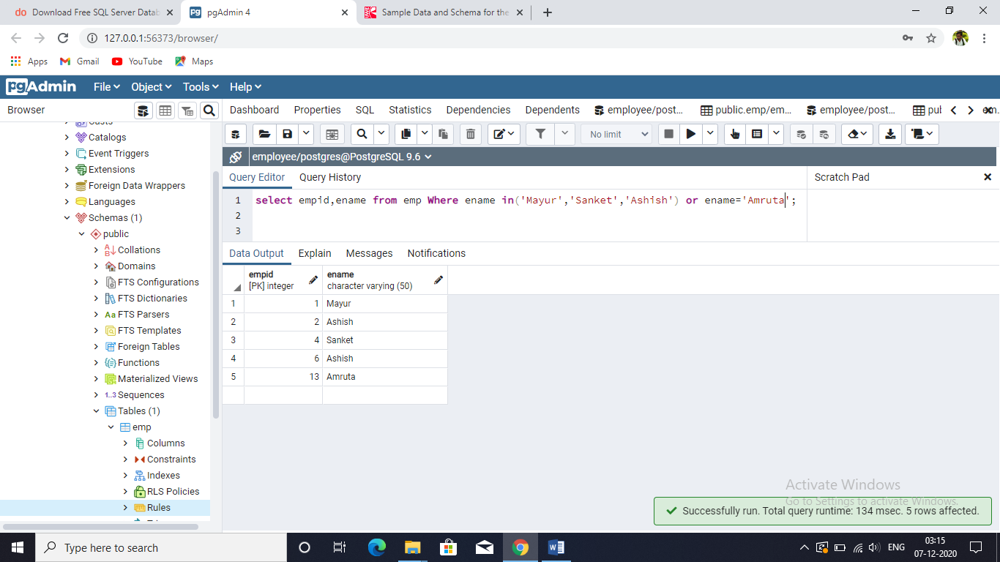 Download Free SQL Server Datab
pgAdmin 4
Sample Data and Schema for the
127.0.0.1:56373/browser/
Apps
Gmail
YouTube
Maps
pgAdmin
File
Object
Tools
Help
Browser
Dashboard
Properties
SQL
Statistics
Dependencies
Dependents
employee/post...
public.emp/em...
employee/post...
Catalogs
Event Triggers
Extensions
Foreign Data Wrappers
Languages
Schemas (1)
public
Collations
Domains
FTS Configurations
FTS Dictionaries
FTS Parsers
FTS Templates
Foreign Tables
Functions
Materialized Views
1..3 Sequences
Tables (1)
emp
Columns
Constraints
Indexes
RLS Policies
Rules
No limit
employee/postgres@PostgreSQL 9.6
Query Editor
Query History
Scratch Pad
1 select empid,ename from emp Where ename in('Mayur','Sanket','Ashish') or ename='Amruta';
2
3
Data Output
Explain
Messages
Notifications
empid
[PK] integer
ename
character varying (50)
1 1 Mayur
2 2 Ashish
3 4 Sanket
4 6 Ashish
5 13 Amruta
Activate Windows
Go to Settings to activate Windows.
Successfully run. Total query runtime: 134 msec. 5 rows affected.
Type here to search
ENG
03:15
07-12-2020